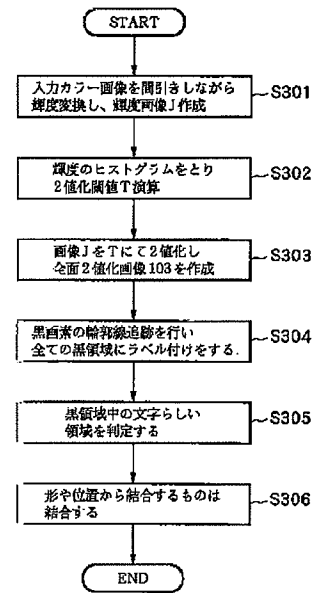 START
入力カラー画像を間引きしながら
輝度変換し、輝度画像J作成
S301
輝度のヒストグラムをとり
2値化閾値T演算
S302
画像JをTにて2値化し
全面2値化画像103を作成
S303
黒画素の輪郭線追跡を行い
全ての黒領域にラベル付けをする.
S304
黒領域中の文字らしい
領域を判定する
S305
形や位置から結合するものは
結合する
S306
END